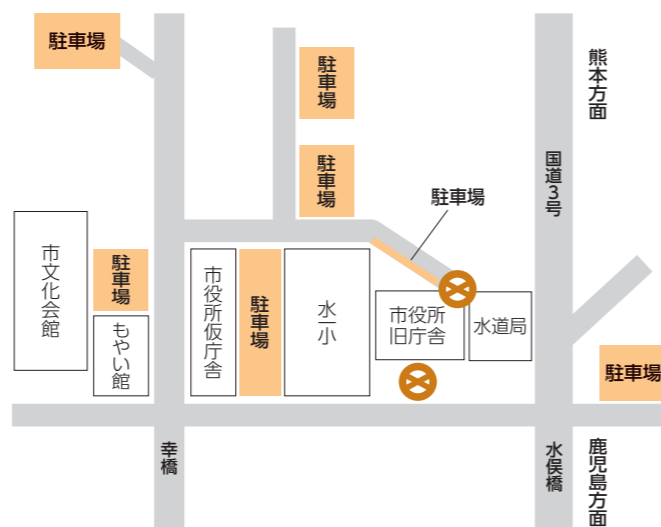 駐車場
駐車場
熊本方面
駐車場
国道3号
駐車場
市文化会館
駐車場
もやい館
市役所仮庁舎
駐車場
水一小
市役所
旧庁舎
水道局
駐車場
幸橋
水俣橋
鹿児島方面